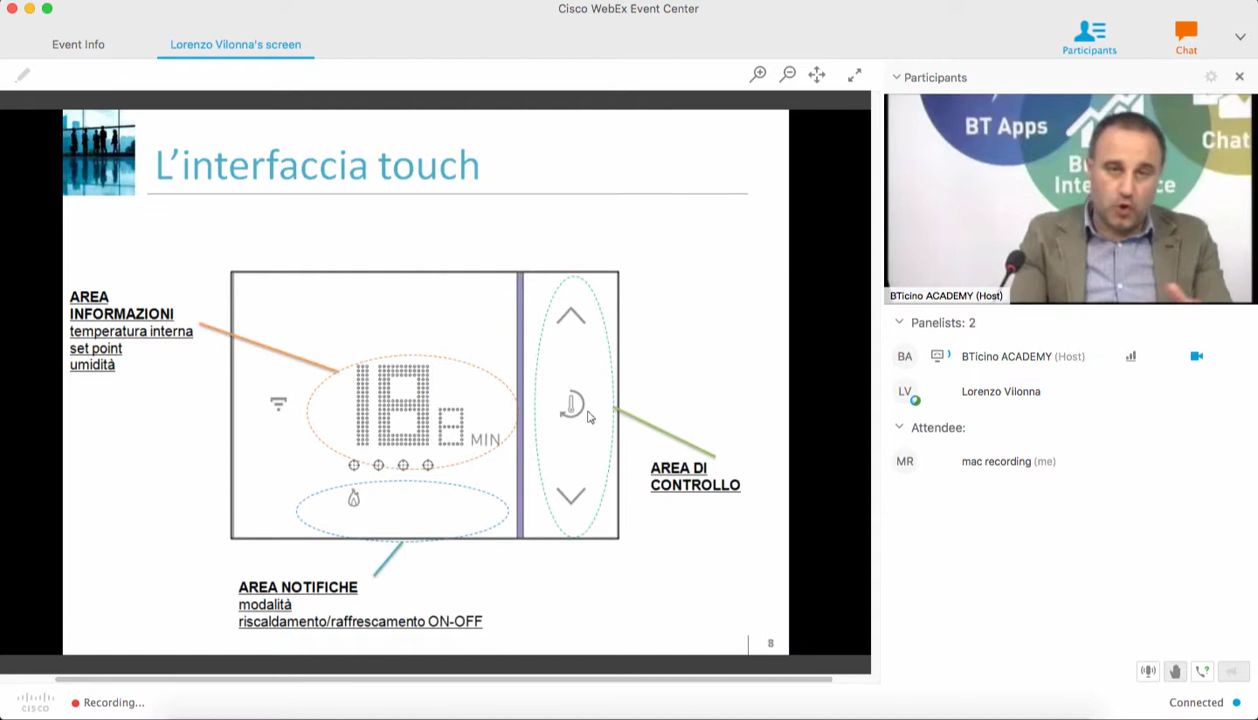 Cisco WebEx Event Center
Event Info
Lorenzo Vilonna's screen
Participants
Chat
Participants
L'interfaccia touch
AREA
INFORMAZIONI
temperatura interna
set point
umidità
188
MIN
AREA DI
CONTROLLO
AREA NOTIFICHE
modalità
riscaldamento/raffrescamento ON-OFF
8
BT Apps
Chat
BTicino ACADEMY (Host)
Panelists: 2
BA
BTicino ACADEMY (Host)
LV
Lorenzo Vilonna
Attendee:
MR
mac recording (me)
CISCO
Recording...
Connected